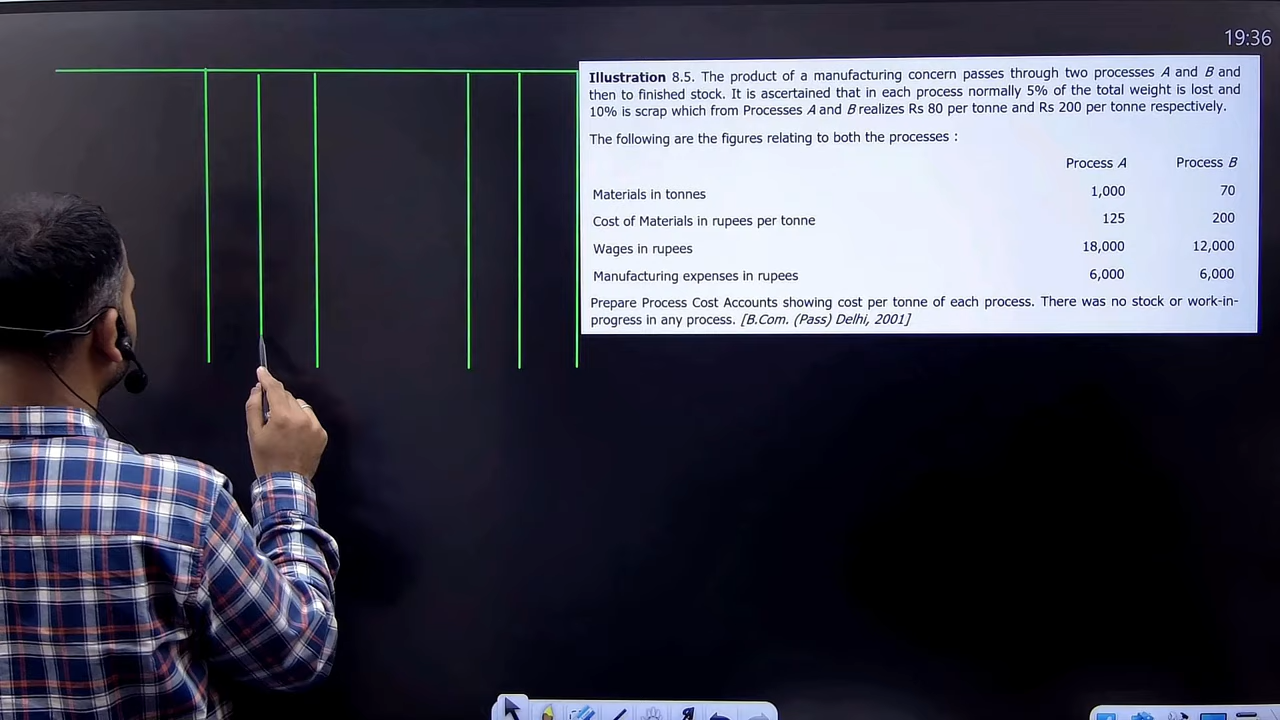 19:36
Illustration 8.5. The product of a manufacturing concern passes through two processes A and B and
then to finished stock. It is ascertained that in each process normally 5% of the total weight is lost and
10% is scrap which from Processes A and B realizes Rs 80 per tonne and Rs 200 per tonne respectively.
The following are the figures relating to both the processes :
Process A Process B
Materials in tonnes 1,000 70
Cost of Materials in rupees per tonne 125 200
Wages in rupees 18,000 12,000
Manufacturing expenses in rupees 6,000 6,000
Prepare Process Cost Accounts showing cost per tonne of each process. There was no stock or work-in-
progress in any process. [B.Com. (Pass) Delhi, 2001]